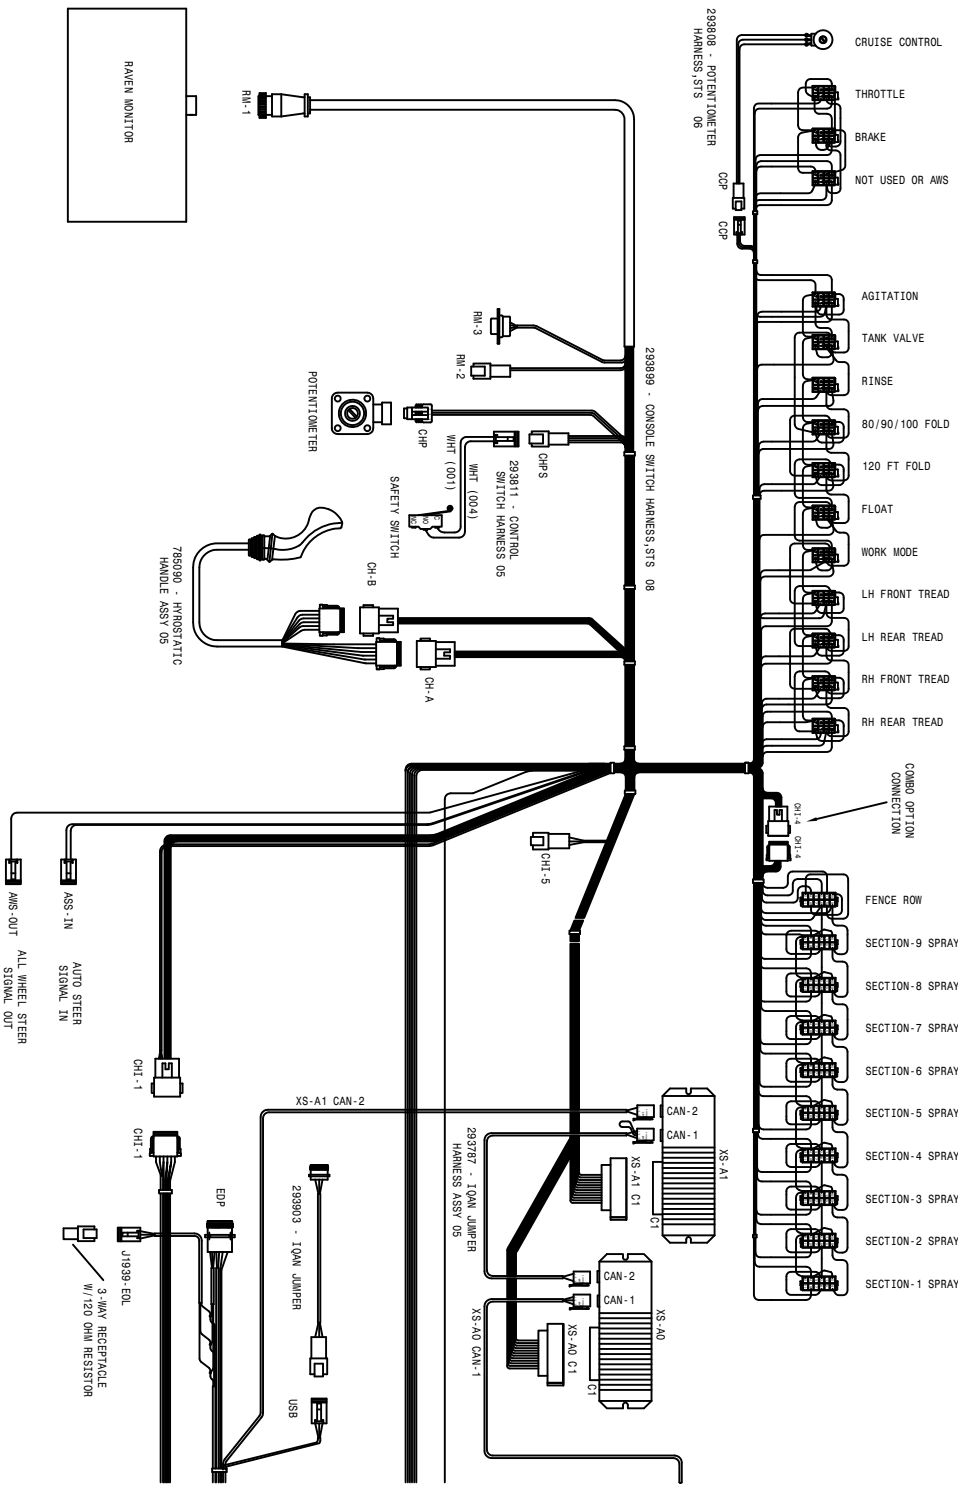 293808 - POTENTIOMETER
HARNESS,STS 06
CRUISE CONTROL
THROTTLE
BRAKE
NOT USED OR AWS
CCP
CCP
RAVEN MONITOR
RM-1
AGITATION
TANK VALVE
RINSE
80/90/100 FOLD
120 FT FOLD
FLOAT
WORK MODE
LH FRONT TREAD
LH REAR TREAD
RH FRONT TREAD
RH REAR TREAD
RM-3
RM-2
293899 - CONSOLE SWITCH HARNESS,STS 08
POTENTIOMETER
CHP
CHPS
WHT (001)
WHT (004)
293811 - CONTROL
SWITCH HARNESS 05
SAFETY SWITCH
C
NO
NC
785090 - HYROSTATIC
HANDLE ASSY 05
CH-B
CH-A
COMBO OPTION
CONNECTION
CHI-4
CHI-4
CHI-5
FENCE ROW
SECTION-9 SPRAY
SECTION-8 SPRAY
SECTION-7 SPRAY
SECTION-6 SPRAY
SECTION-5 SPRAY
SECTION-4 SPRAY
SECTION-3 SPRAY
SECTION-2 SPRAY
SECTION-1 SPRAY
AWS-OUT
ASS-IN
ALL WHEEL STEER
SIGNAL OUT
AUTO STEER
SIGNAL IN
CHI-1
CHI-1
XS-A1 CAN-2
CAN-2
CAN-1
XS-A1
XS-A1 C1
C1
293787 - IQAN JUMPER
HARNESS ASSY 05
EDP
293903 - IQAN JUMPER
J1939-EOL
3-WAY RECEPTACLE
W/120 OHM RESISTOR
USB
CAN-2
CAN-1
XS-A0
XS-A0 C1
C1
XS-A0 CAN-1